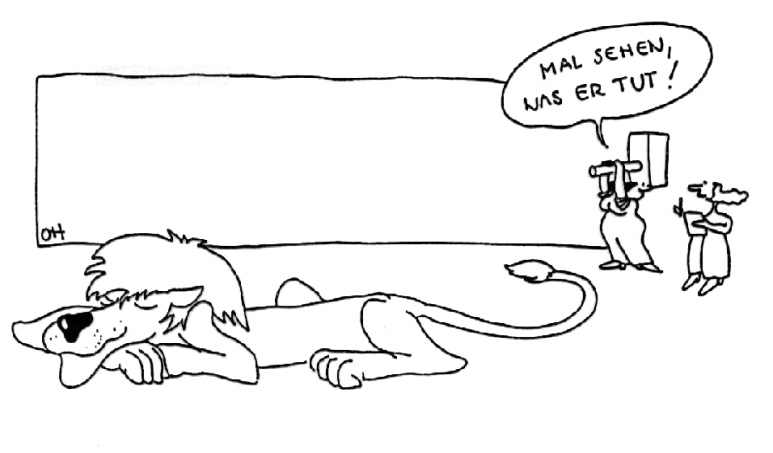 MAL SEHEN,
WAS ER TUT!
OH